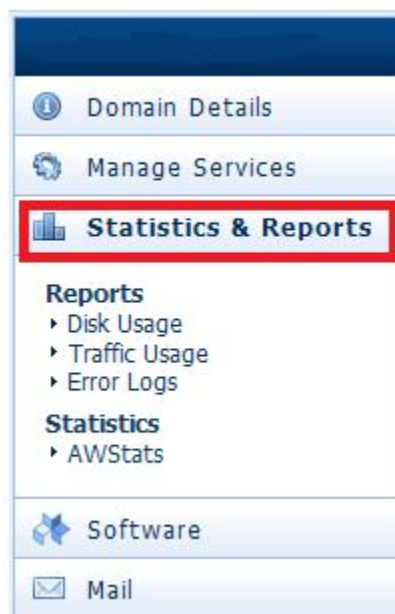 Domain Details
Manage Services
Statistics & Reports
Reports
Disk Usage
Traffic Usage
Error Logs
Statistics
AWStats
Software
Mail